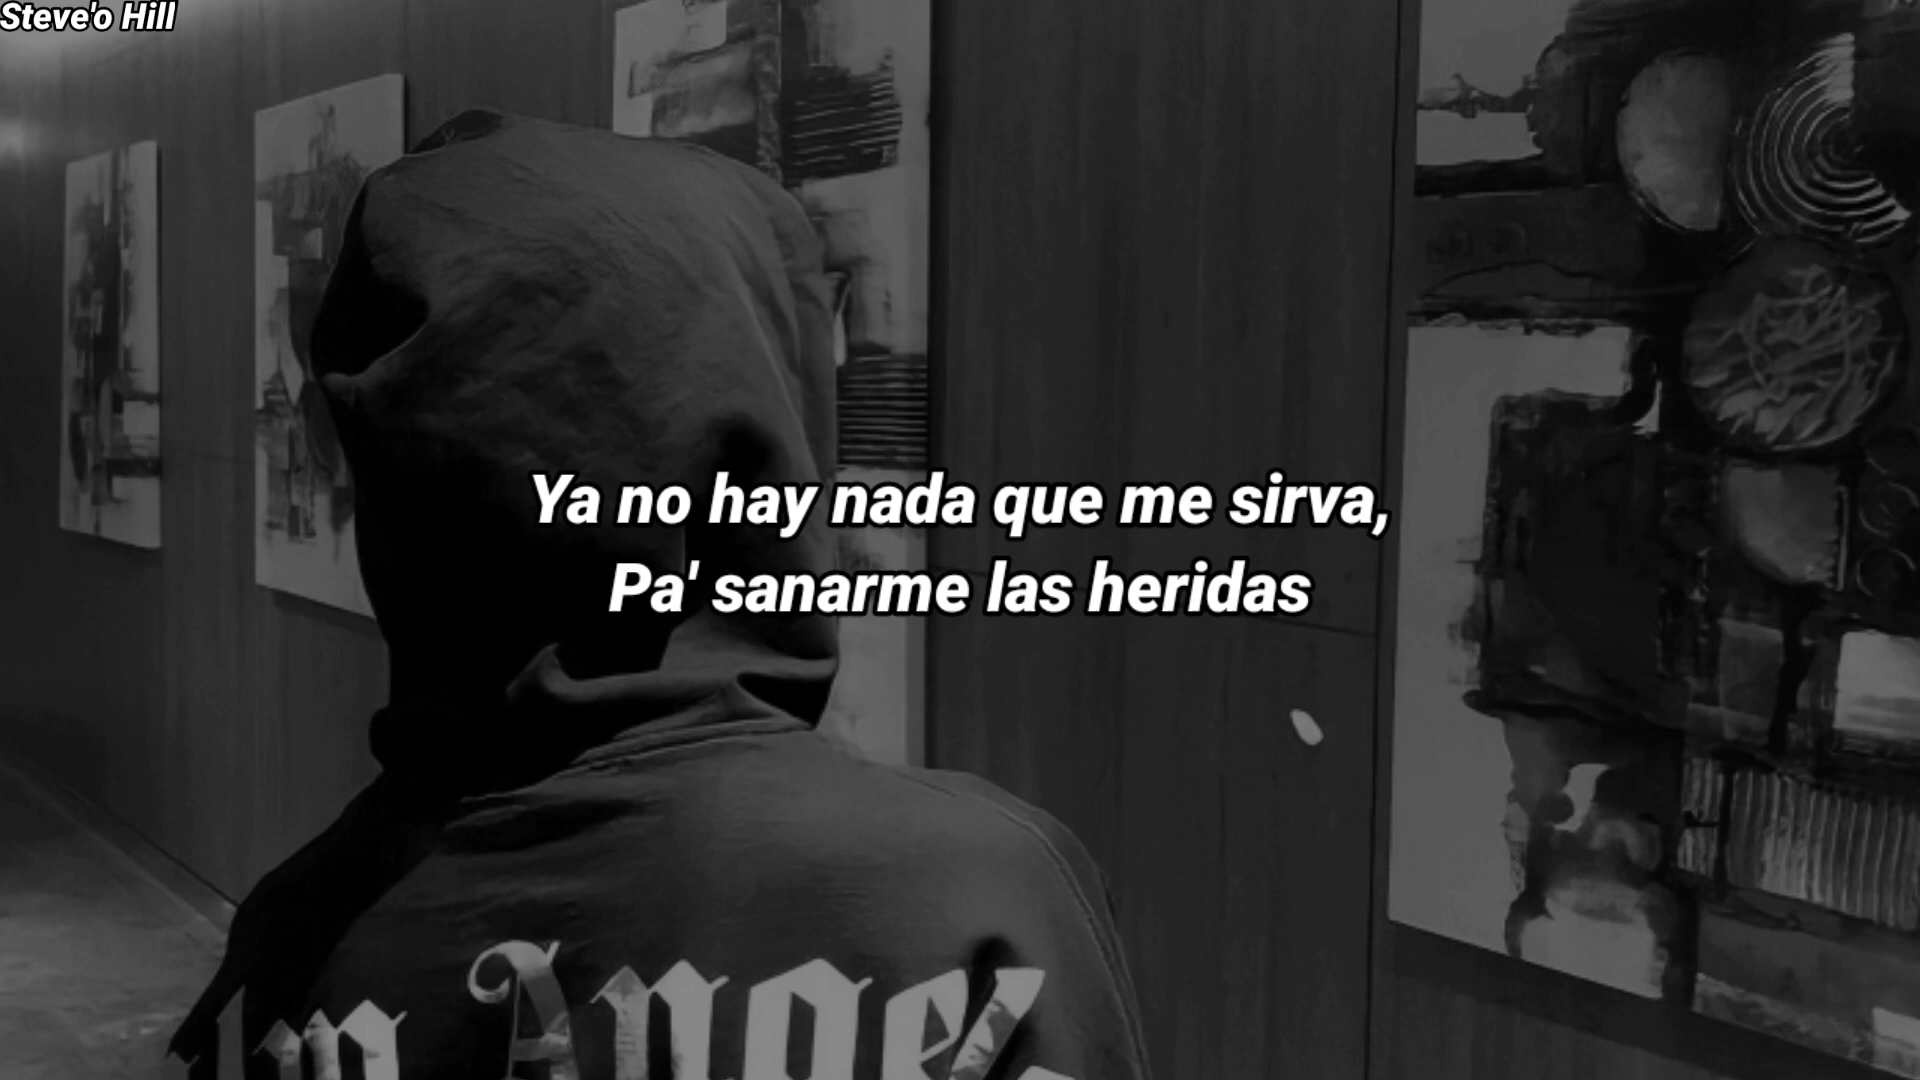 Steve'o Hill
Ya no hay nada que me sirva,
Pa' sanarme las heridas